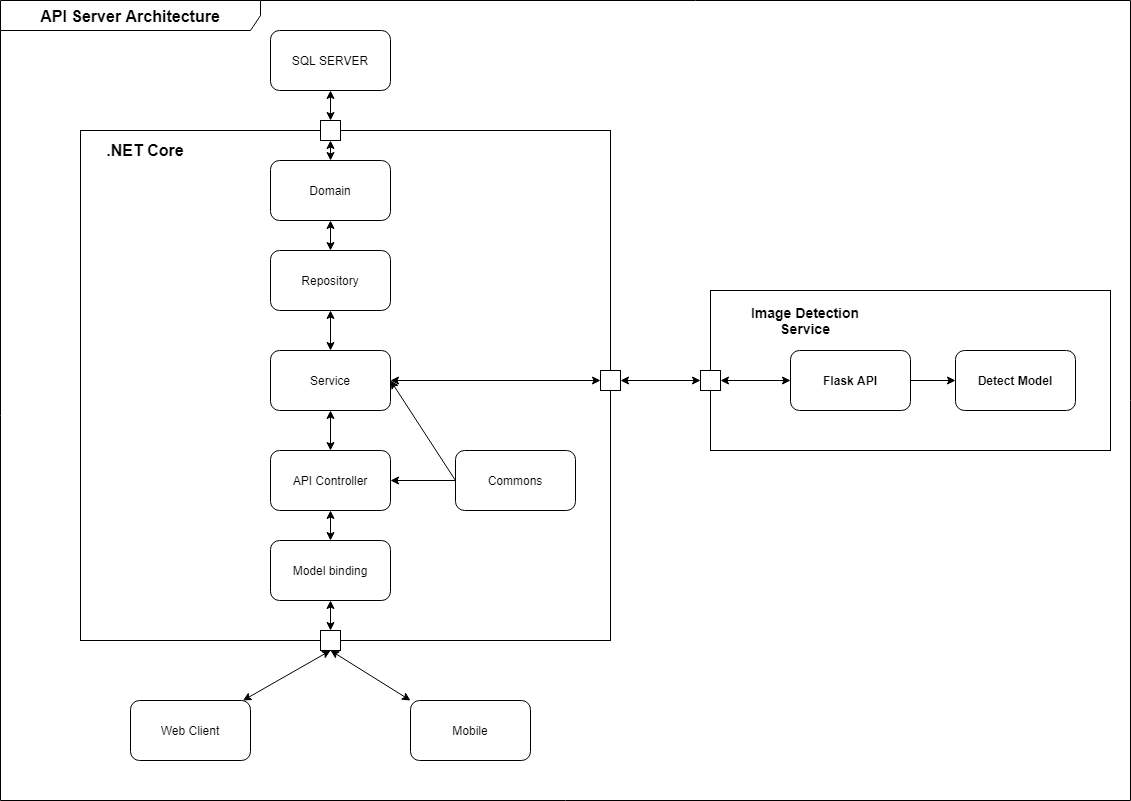 API Server Architecture
SQL SERVER
.NET Core
Domain
Repository
Image Detection
Service
Service
Flask API
Detect Model
API Controller
Commons
Model binding
Web Client
Mobile